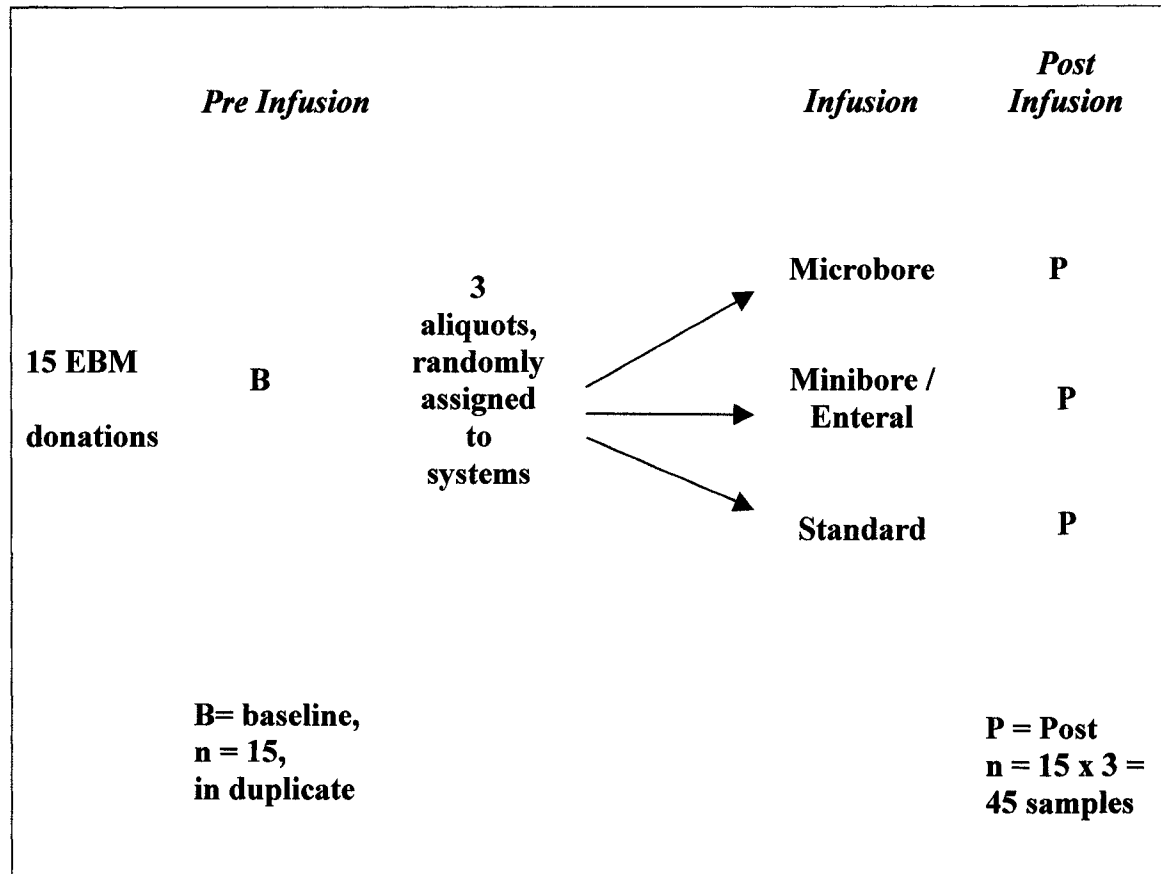 Pre Infusion
Infusion
Post
Infusion
15 EBM
donations
B
3
aliquots,
randomly
assigned
to
systems
Microbore
P
Minibore /
Enteral
P
Standard
P
B= baseline,
n = 15,
in duplicate
P = Post
n = 15 x 3 =
45 samples